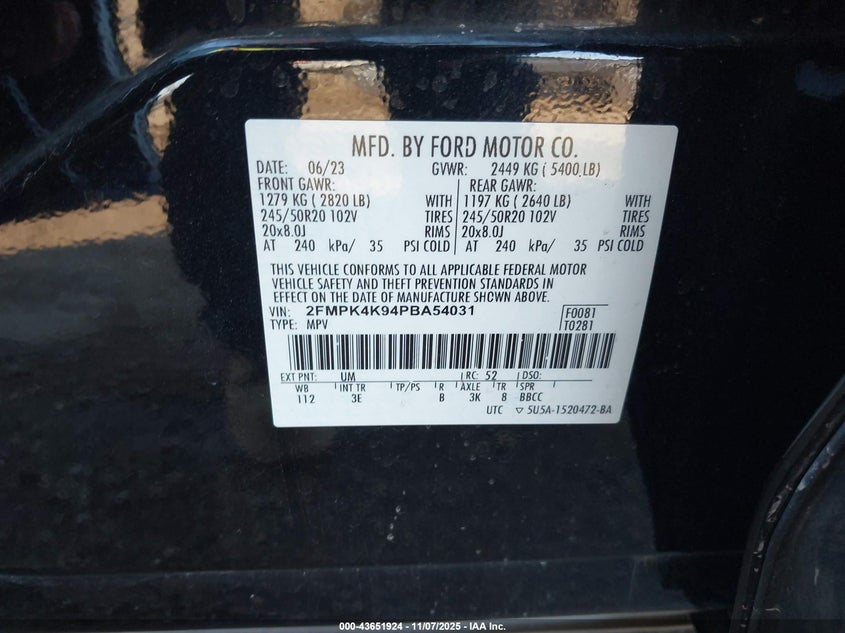 MFD. BY FORD MOTOR CO.
DATE: 06/23 GVWR: 2449 KG ( 5400 LB)
FRONT GAWR: REAR GAWR:
1279 KG ( 2820 LB) WITH 1197 KG ( 2640 LB) WITH
245/50R20 102V TIRES 245/50R20 102V TIRES
20x8.0J RIMS 20x8.0J RIMS
AT 240 kPa/ 35 PSI COLD AT 240 kPa/ 35 PSI COLD
THIS VEHICLE CONFORMS TO ALL APPLICABLE FEDERAL MOTOR
VEHICLE SAFETY AND THEFT PREVENTION STANDARDS IN
EFFECT ON THE DATE OF MANUFACTURE SHOWN ABOVE.
VIN: 2FMPK4K94PBA54031 F0081
TYPE: MPV T0281
EXT PNT: UM RC: 52 DSO:
WB INT TR TP/PS R AXLE TR SPR
112 3E B 3K 8 BBCC
UTC ▽ 5U5A-1520472-BA
000-43651924 - 11/07/2025 - IAA Inc.